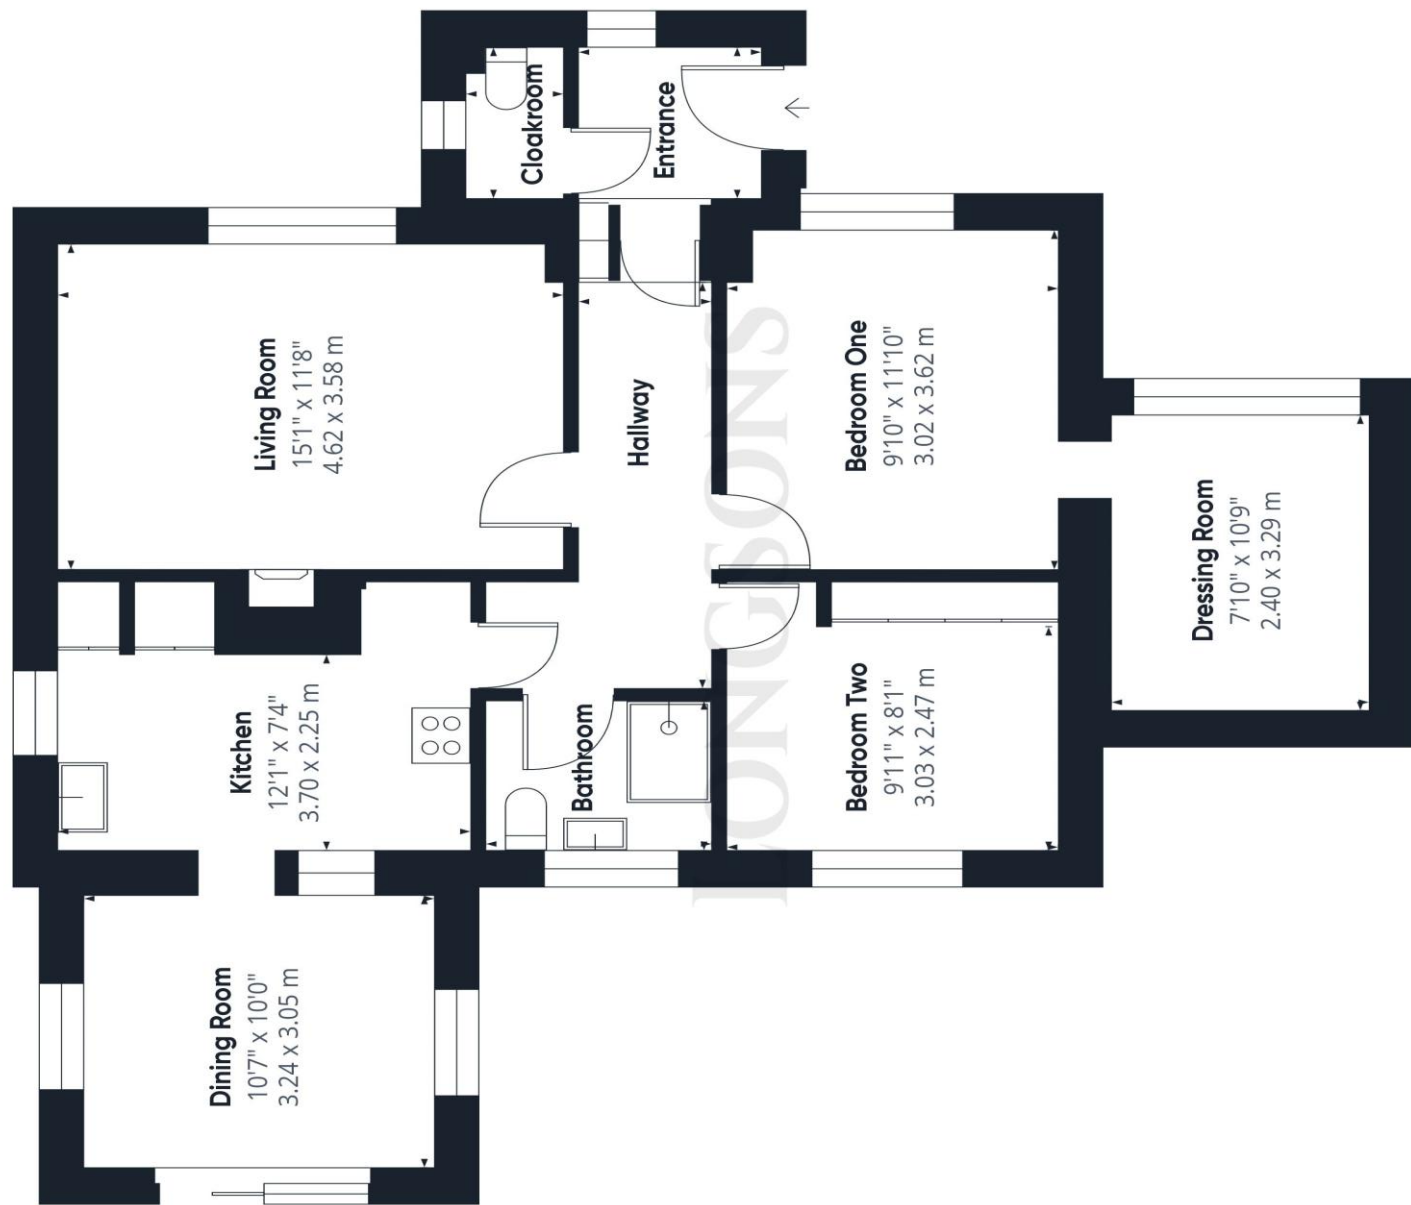 Cloakroom
Entrance
Living Room
15'1" x 11'8"
4.62 x 3.58 m
Hallway
Bedroom One
9'10" x 11'10"
3.02 x 3.62 m
Dressing Room
7'10" x 10'9"
2.40 x 3.29 m
Kitchen
12'1" x 7'4"
3.70 x 2.25 m
Bathroom
Bedroom Two
9'11" x 8'1"
3.03 x 2.47 m
Dining Room
10'7" x 10'0"
3.24 x 3.05 m
LONGSONS